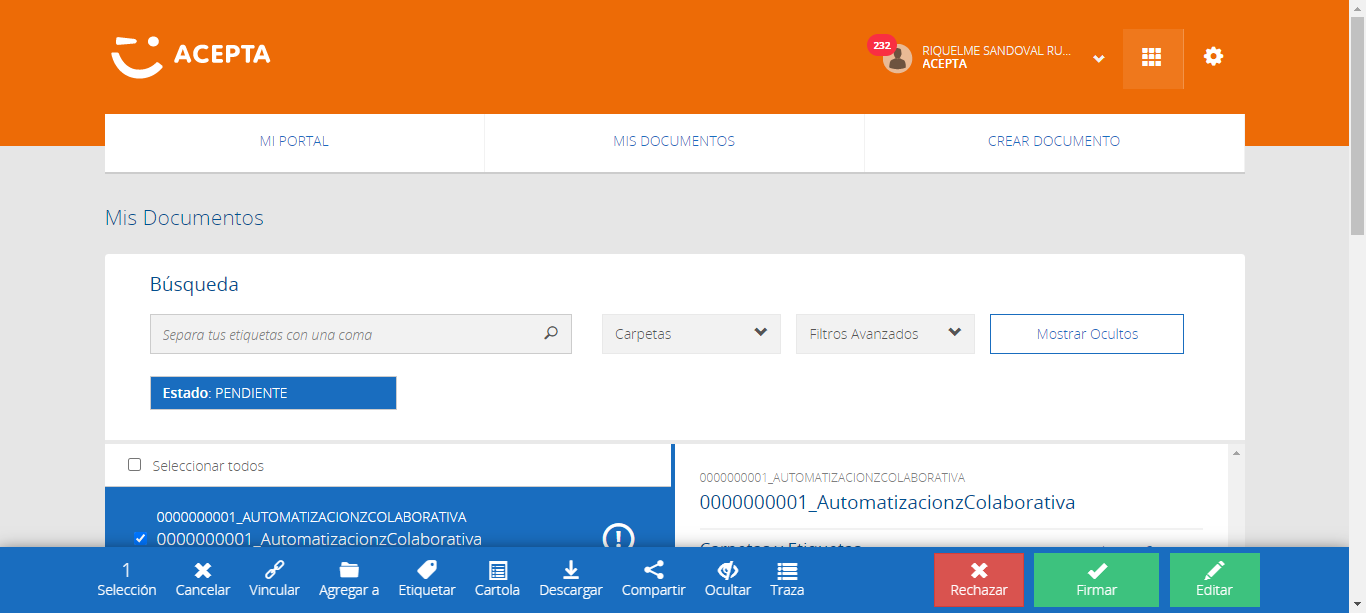 ACEPTA
232
RIQUELME SANDOVAL RU...
ACEPTA
MI PORTAL
MIS DOCUMENTOS
CREAR DOCUMENTO
Mis Documentos
Búsqueda
Separa tus etiquetas con una coma
Carpetas
Filtros Avanzados
Mostrar Ocultos
Estado: PENDIENTE
Seleccionar todos
0000000001_AUTOMATIZACIONZCOLABORATIVA
0000000001_AutomatizacionzColaborativa
0000000001_AUTOMATIZACIONZCOLABORATIVA
0000000001_AutomatizacionzColaborativa
Carpetas y Etiquetas
1
Selección
Cancelar
Vincular
Agregar a
Etiquetar
Cartola
Descargar
Compartir
Ocultar
Traza
Rechazar
Firmar
Editar